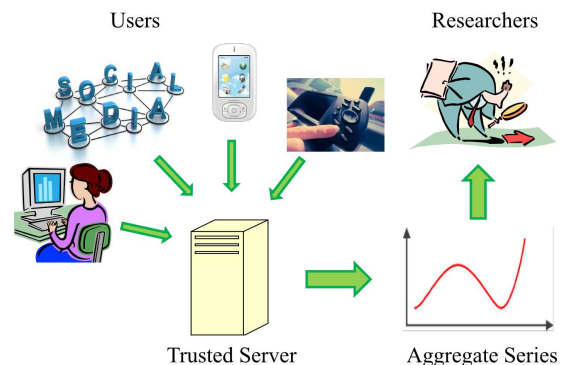 Users
Researchers
SOCIAL
MEDIA
Trusted Server
Aggregate Series